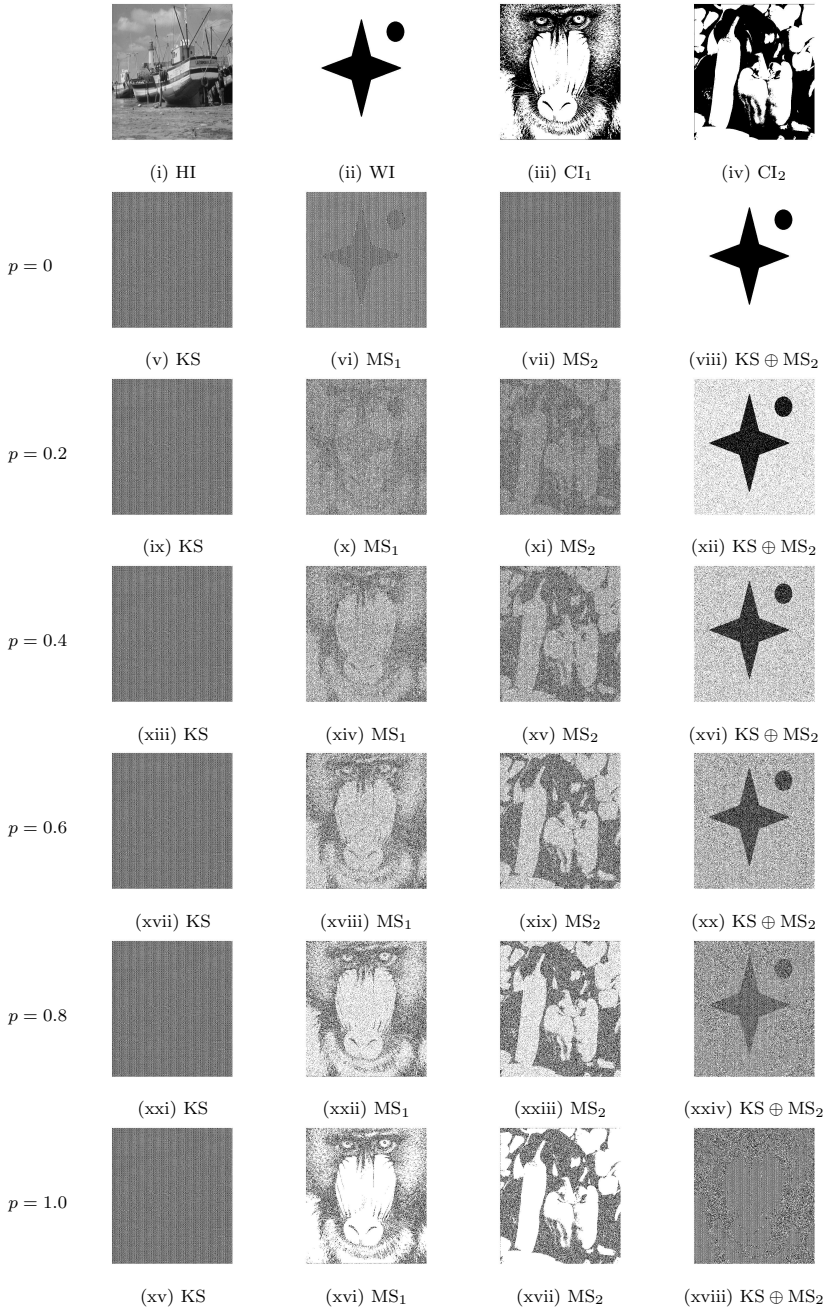 (i) HI (ii) WI (iii) CI₁ (iv) CI₂
p = 0
(v) KS (vi) MS₁ (vii) MS₂ (viii) KS ⊕ MS₂
p = 0.2
(ix) KS (x) MS₁ (xi) MS₂ (xii) KS ⊕ MS₂
p = 0.4
(xiii) KS (xiv) MS₁ (xv) MS₂ (xvi) KS ⊕ MS₂
p = 0.6
(xvii) KS (xviii) MS₁ (xix) MS₂ (xx) KS ⊕ MS₂
p = 0.8
(xxi) KS (xxii) MS₁ (xxiii) MS₂ (xxiv) KS ⊕ MS₂
p = 1.0
(xv) KS (xvi) MS₁ (xvii) MS₂ (xviii) KS ⊕ MS₂